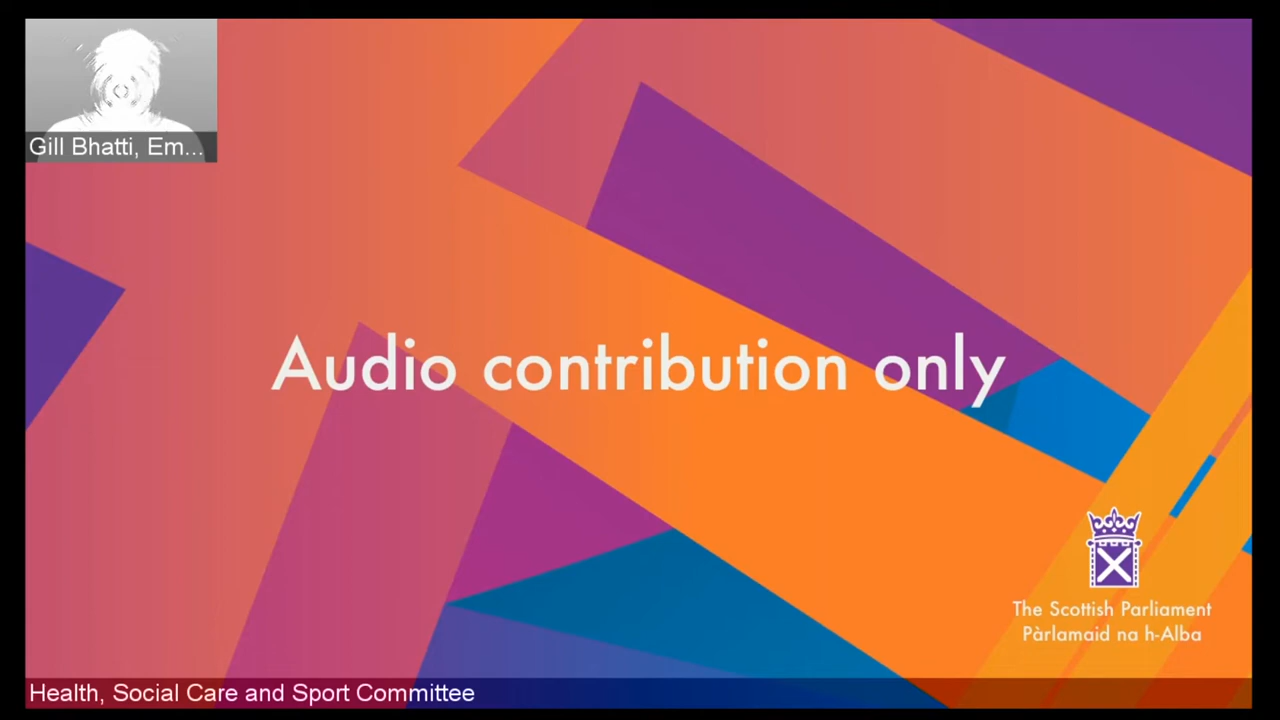 Gill Bhatti, Em...
Audio contribution only
The Scottish Parliament
Pàrlamaid na h-Alba
Health, Social Care and Sport Committee